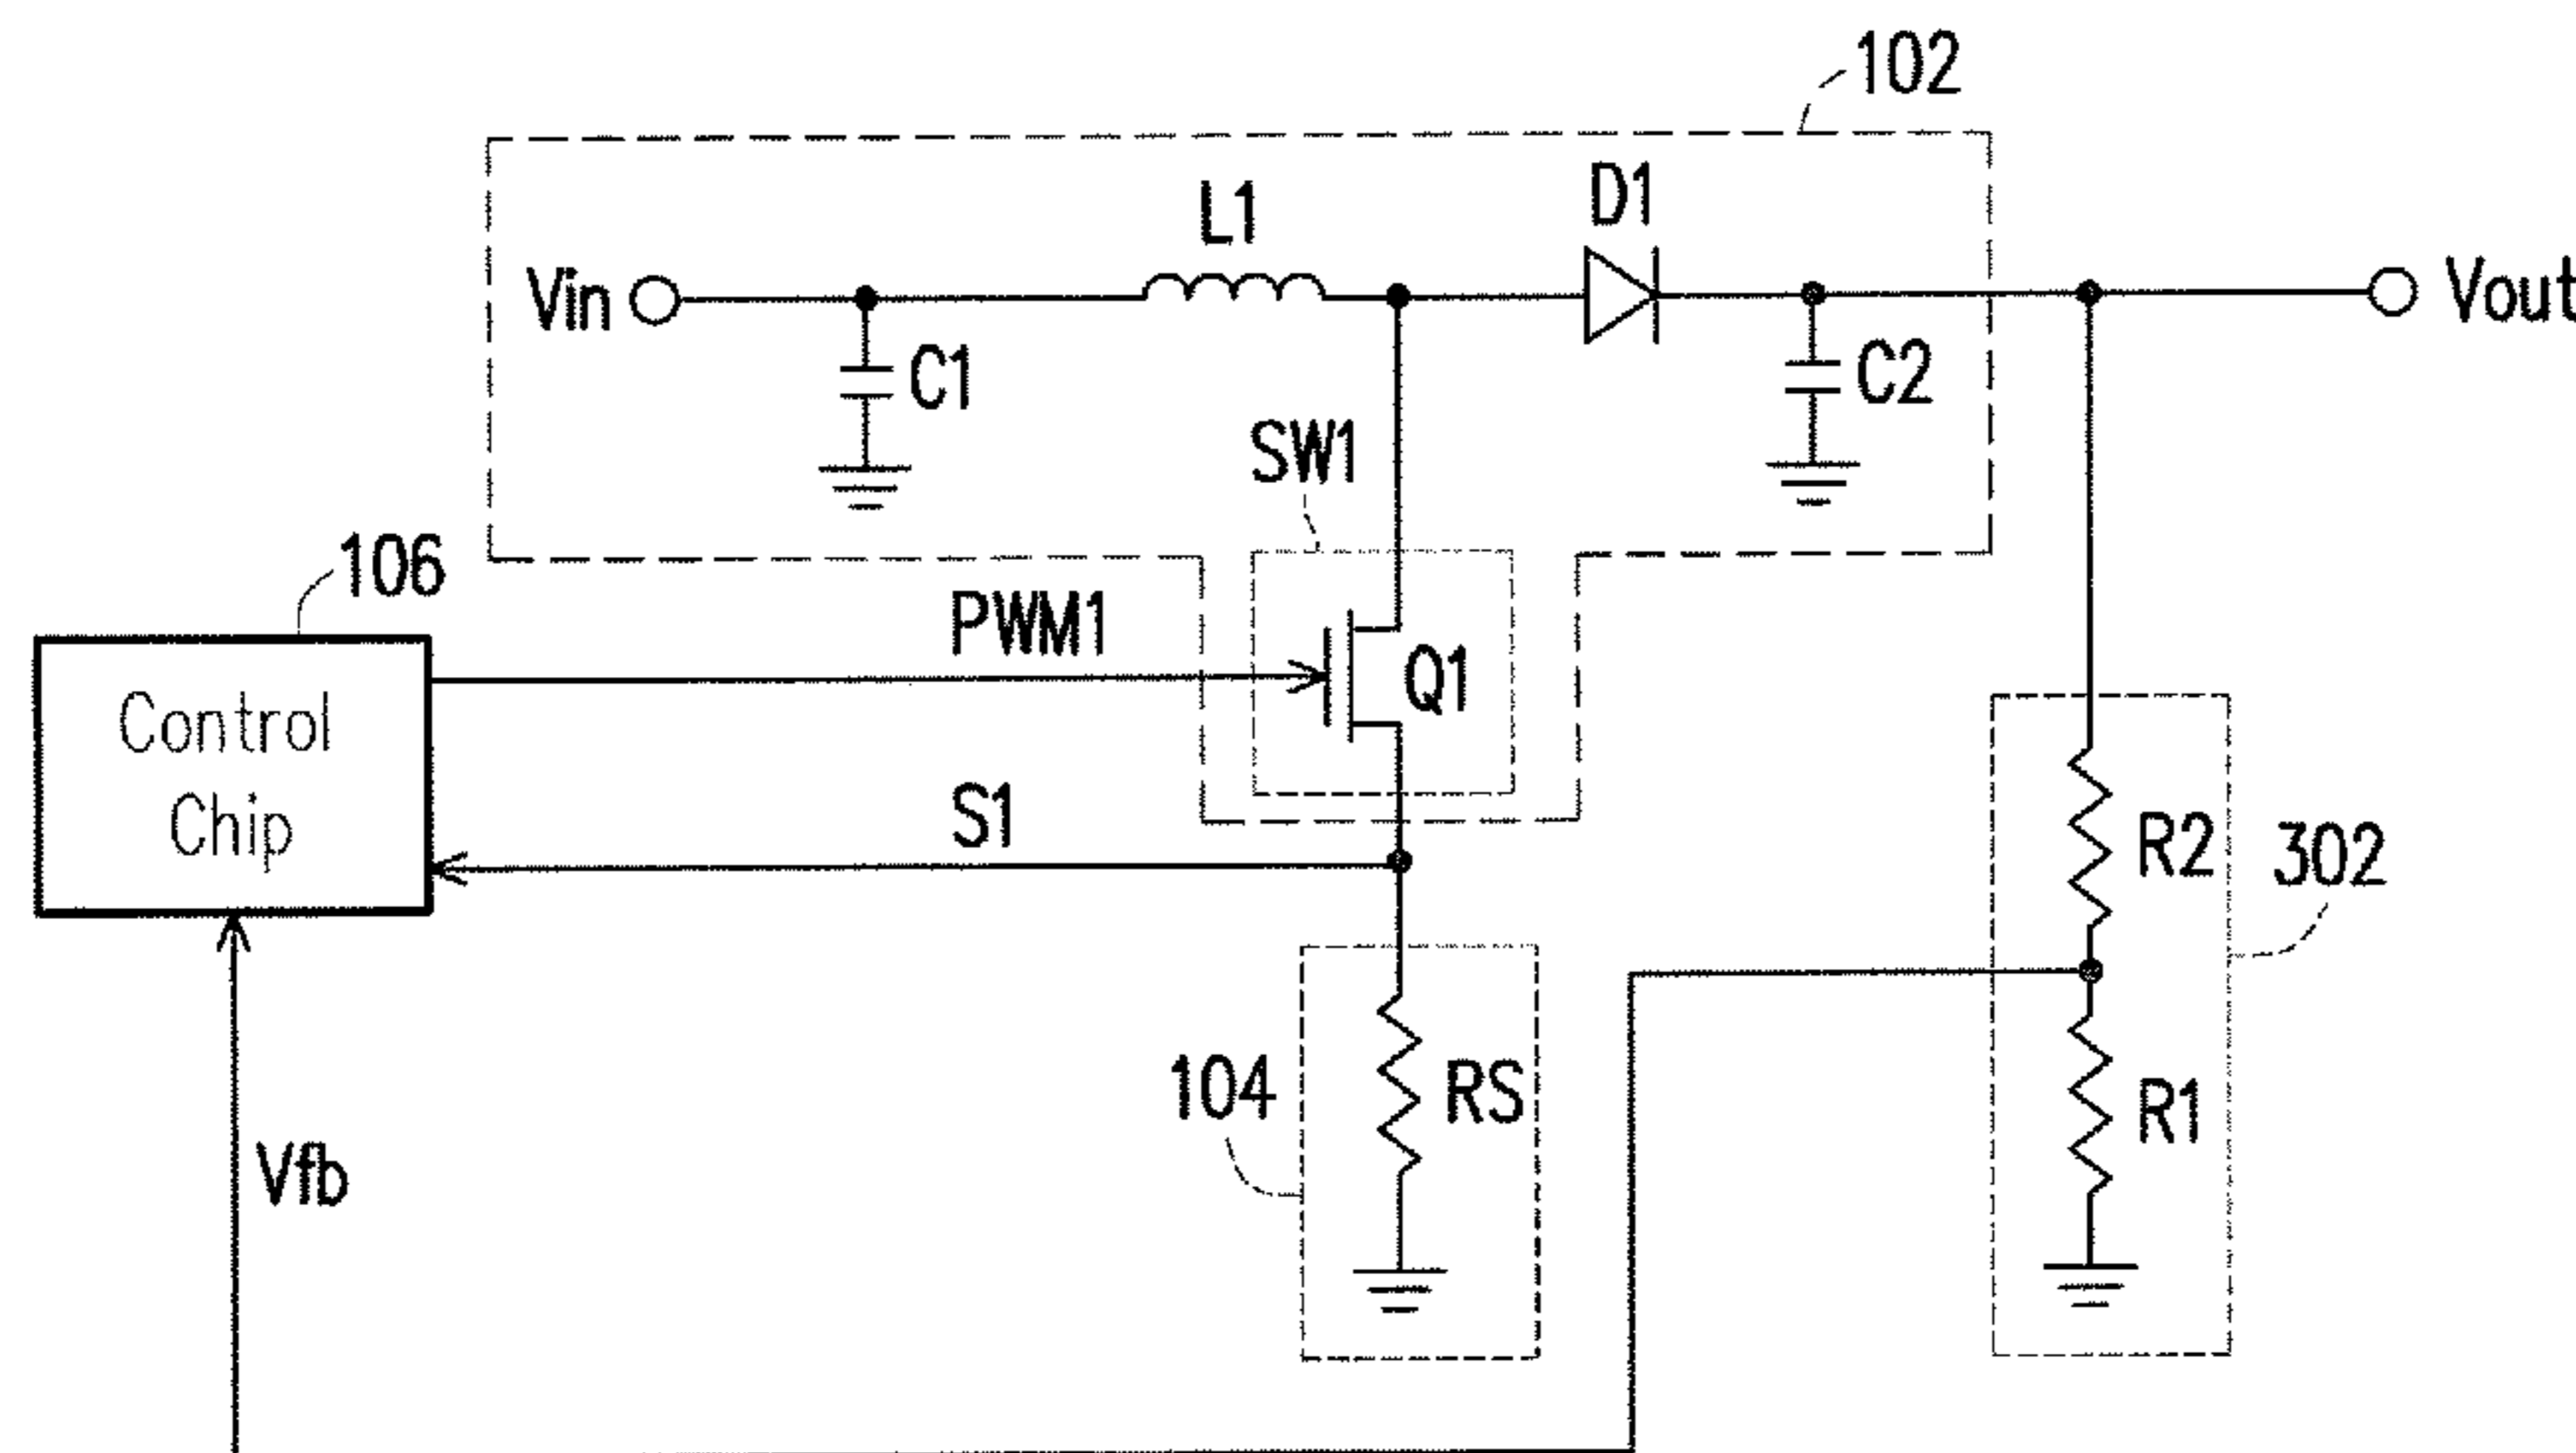 102
L1
D1
Vin
Vout
C1
C2
SW1
106
PWM1
Q1
Control
Chip
S1
R2
302
104
RS
R1
Vfb